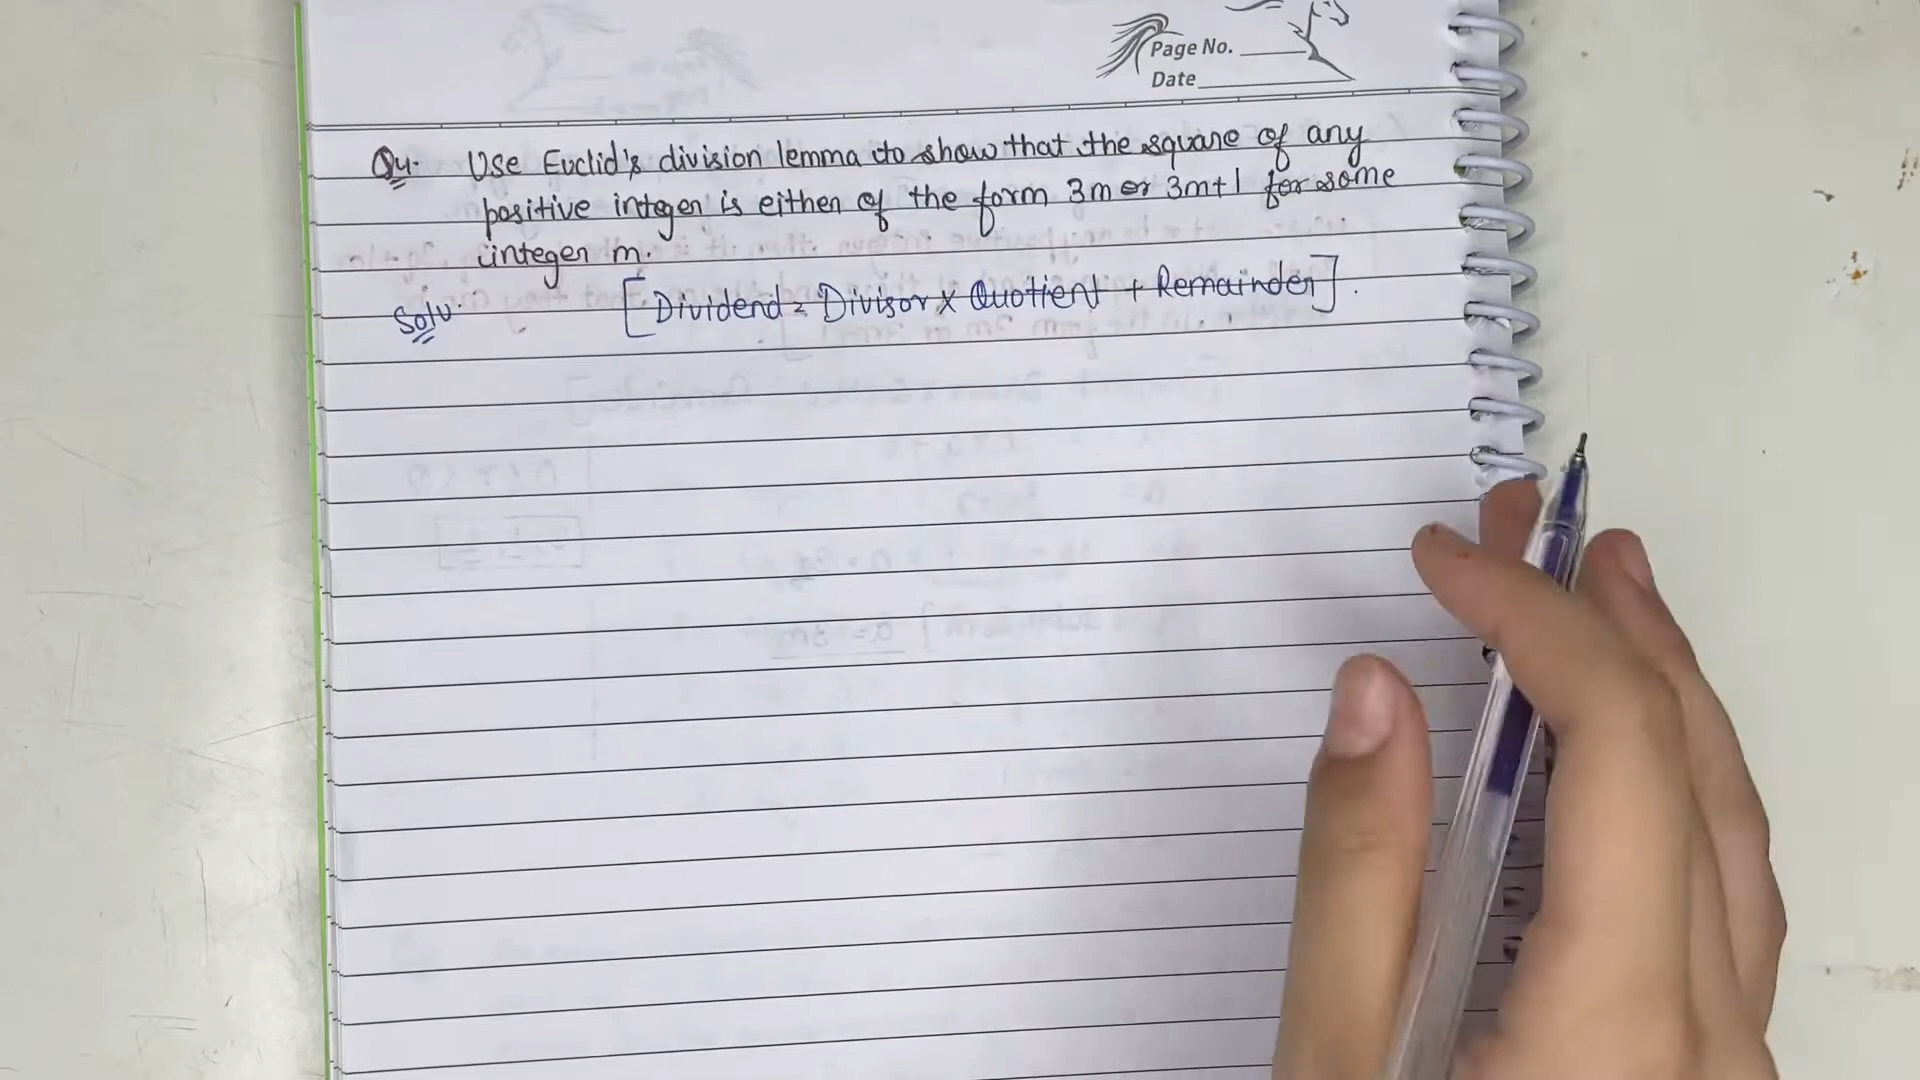 Page No.
Date
Q4. Use Euclid's division lemma to show that the square of any
positive integer is either of the form 3m or 3m+1 for some
integer m.
Solu. [Dividend = Divisor × Quotient + Remainder].